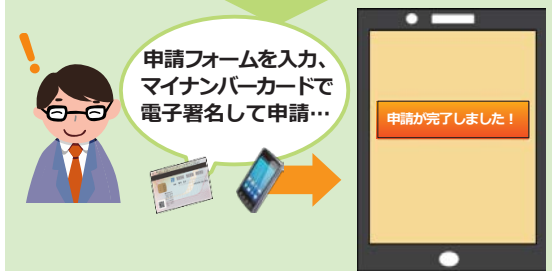 申請フォームを入力、
マイナンバーカードで
電子署名して申請…
申請が完了しました！